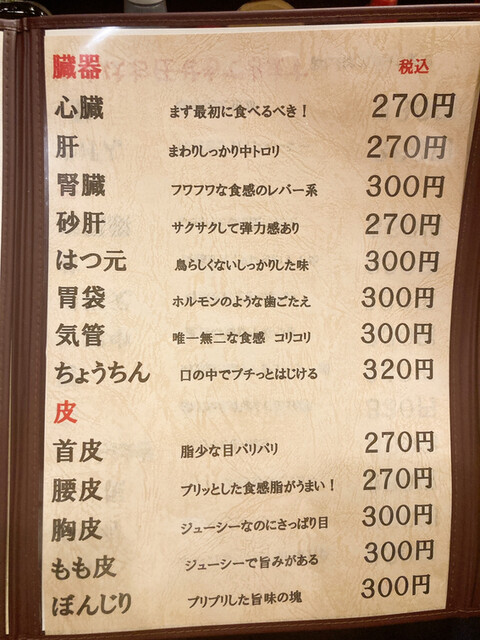 臓器 税込
心臓 まず最初に食べるべき! 270円
肝 まわりしっかり中トロリ 270円
腎臓 フワフワな食感のレバー系 300円
砂肝 サクサクして弾力感あり 270円
はつ元 鳥らしくないしっかりした味 300円
胃袋 ホルモンのような歯ごたえ 300円
気管 唯一無二な食感 コリコリ 300円
ちょうちん 口の中でプチっとはじける 320円
皮
首皮 脂少な目パリパリ 270円
腰皮 プリッとした食感脂がうまい! 270円
胸皮 ジューシーなのにさっぱり目 300円
もも皮 ジューシーで旨みがある 300円
ぼんじり プリプリした旨味の塊 300円